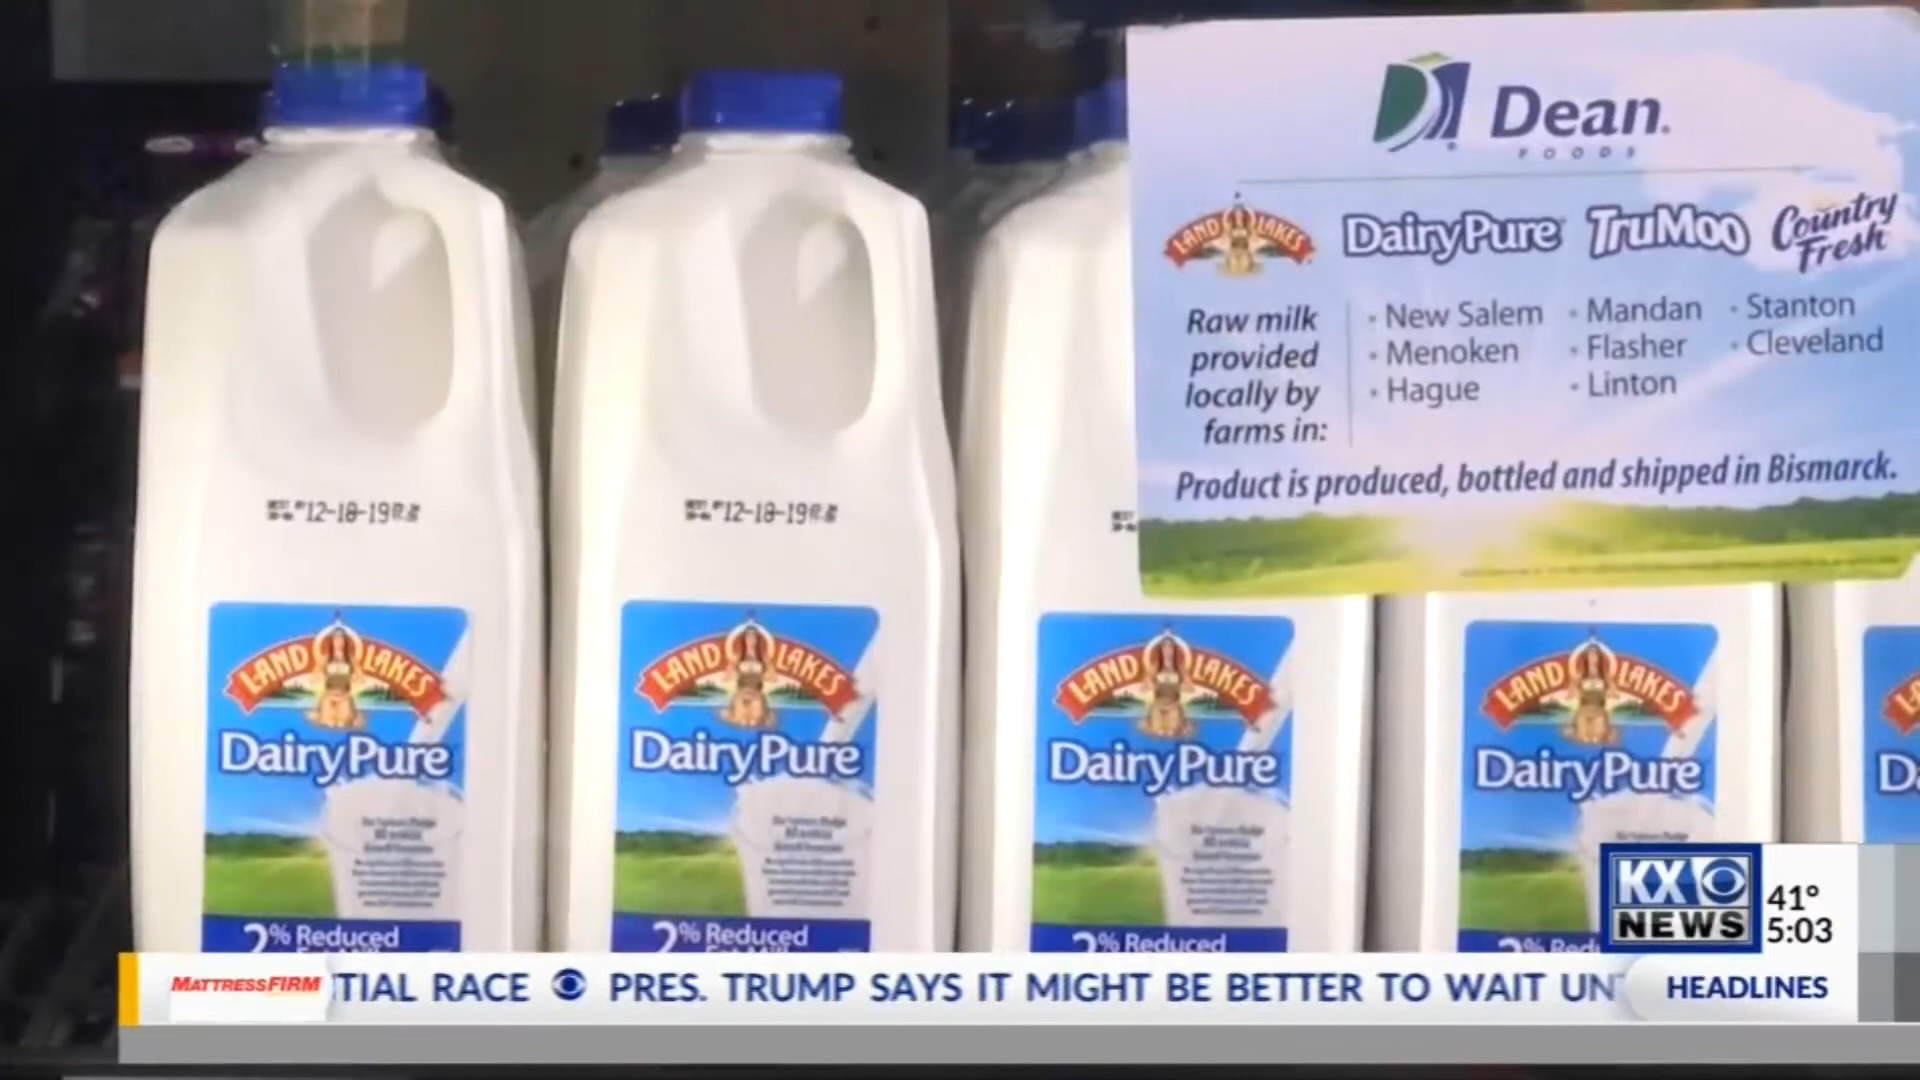 Dean.
FOODS
LAND O LAKES
DairyPure
TruMoo
Country Fresh
Raw milk
provided
locally by
farms in:
• New Salem
• Menoken
• Hague
• Mandan
• Flasher
• Linton
• Stanton
• Cleveland
Product is produced, bottled and shipped in Bismarck.
12-18-19
12-18-19
LAND O LAKES
DairyPure
2% Reduced
LAND O LAKES
DairyPure
2% Reduced
LAND O LAKES
DairyPure
2% Reduced
LAND O LAKES
DairyPure
KX
NEWS
41°
5:03
MATTRESSFIRM
TIAL RACE PRES. TRUMP SAYS IT MIGHT BE BETTER TO WAIT UN
HEADLINES